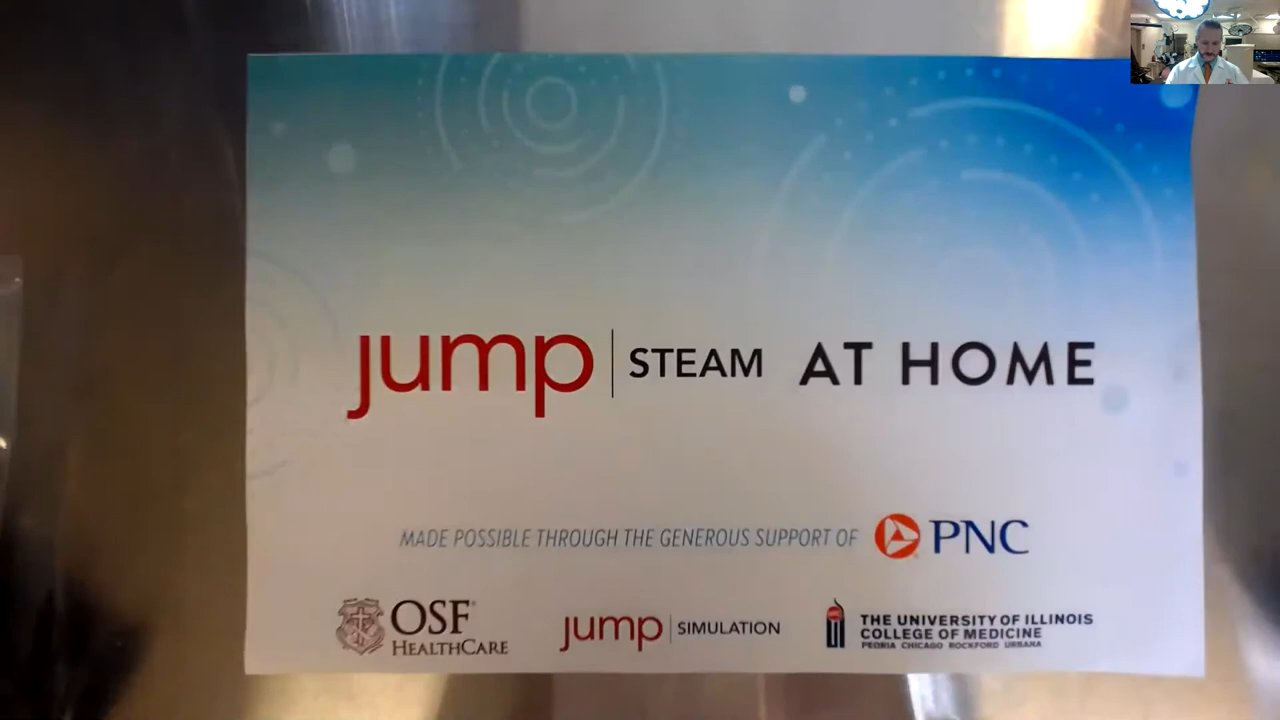 jump STEAM AT HOME
MADE POSSIBLE THROUGH THE GENEROUS SUPPORT OF PNC
OSF HEALTHCARE
jump SIMULATION
THE UNIVERSITY OF ILLINOIS
COLLEGE OF MEDICINE
PEORIA CHICAGO ROCKFORD URBANA